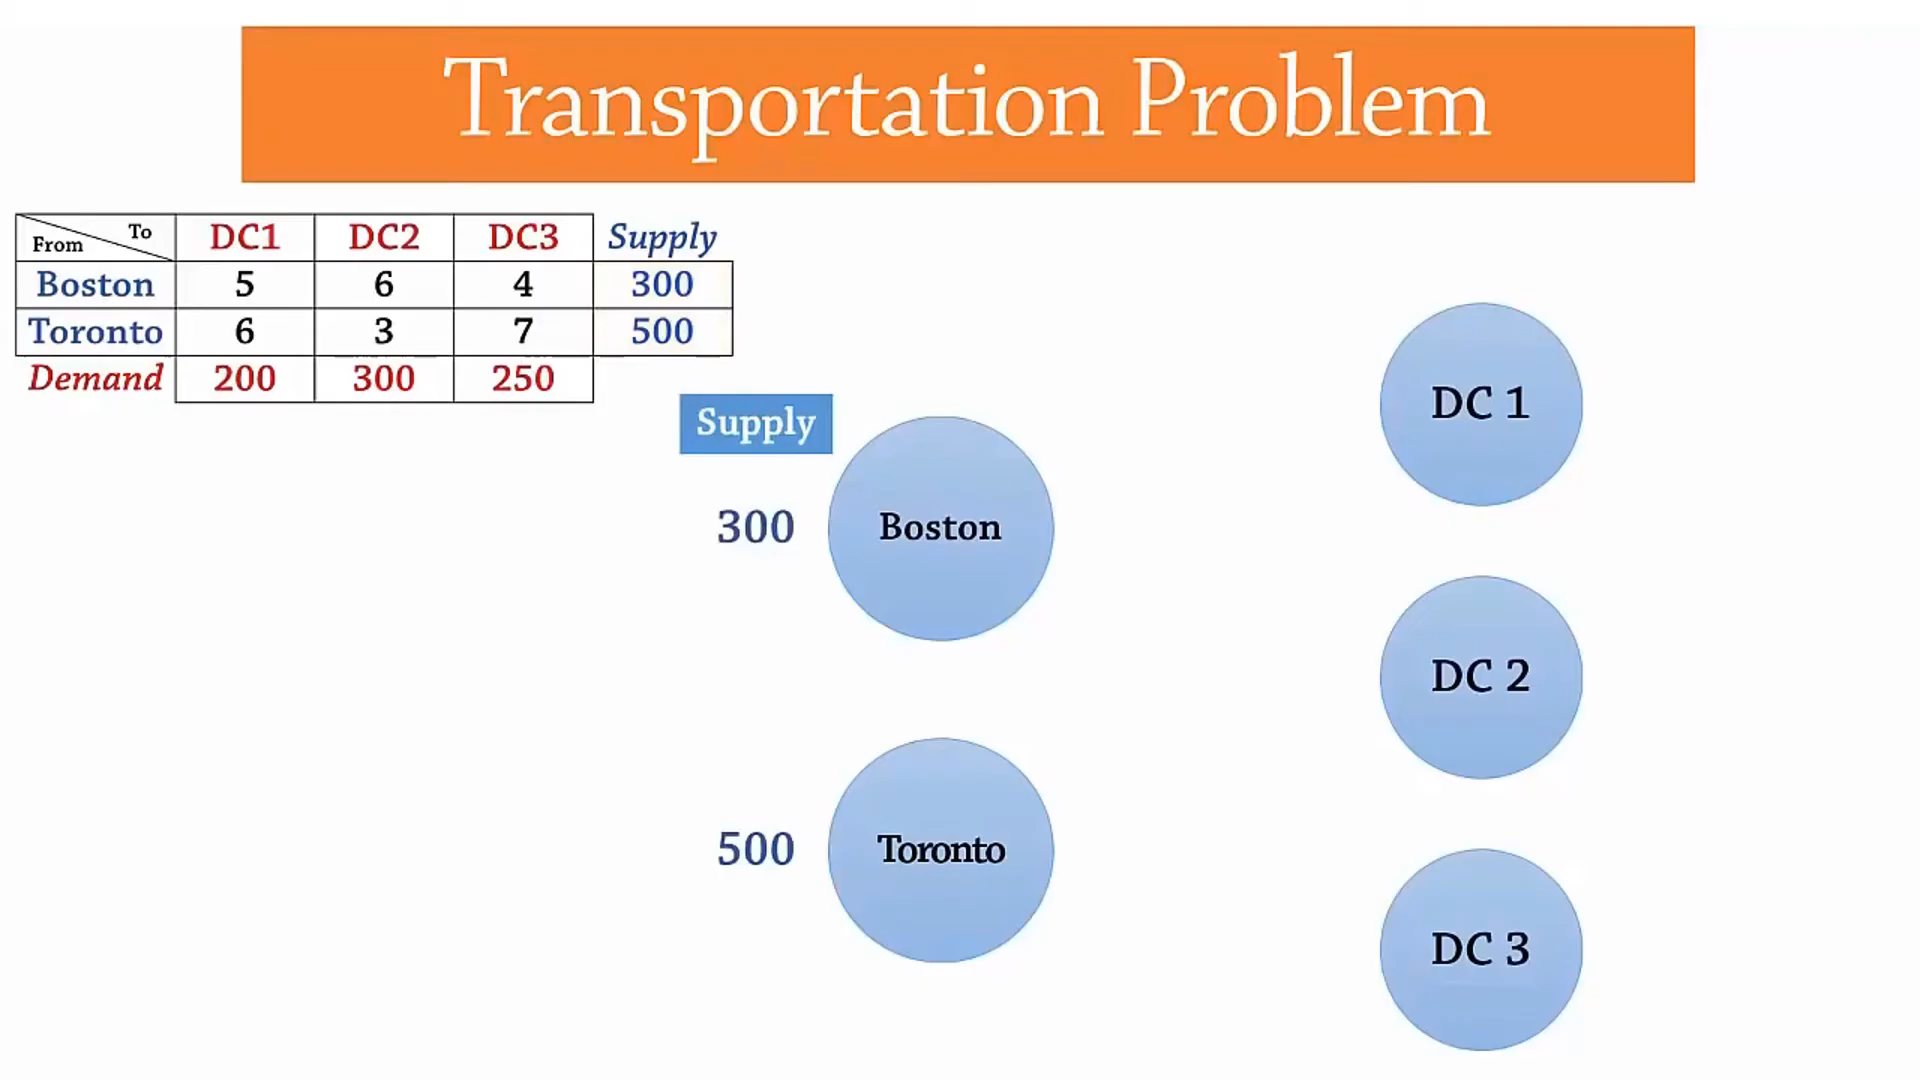 Transportation Problem
From To DC1 DC2 DC3 Supply
Boston 5 6 4 300
Toronto 6 3 7 500
Demand 200 300 250
Supply
300 Boston
500 Toronto
DC 1
DC 2
DC 3